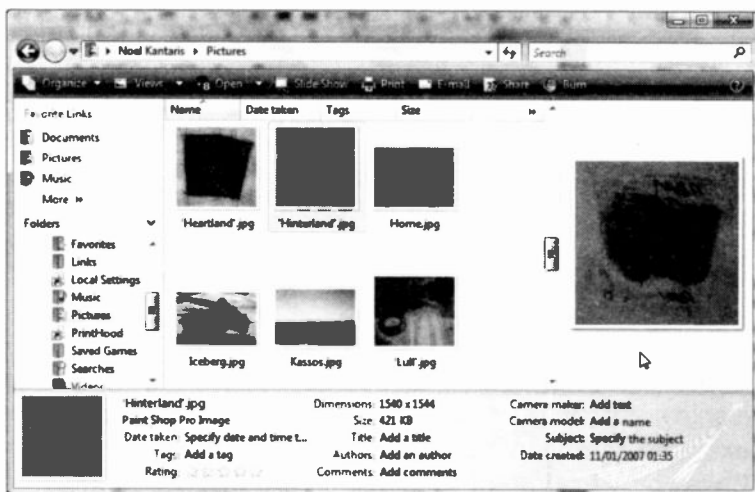 Noel Kantaris ▸ Pictures
Search
Organize Views Open Slide Show Print E-mail Share Burn
Favorite Links
Documents
Pictures
Music
More »
Folders
Favorites
Links
Local Settings
Music
Pictures
PrintHood
Saved Games
Searches
Videos
Name Date taken Tags Size »
'Heartland'.jpg 'Hinterland'.jpg Home.jpg
Iceberg.jpg Kassos.jpg 'Lull'.jpg
'Hinterland'.jpg
Paint Shop Pro Image
Date taken: Specify date and time t...
Tags: Add a tag
Rating:
Dimensions: 1540 x 1544
Size: 421 KB
Title: Add a title
Authors: Add an author
Comments: Add comments
Camera maker: Add text
Camera model: Add a name
Subject: Specify the subject
Date created: 11/01/2007 01:35